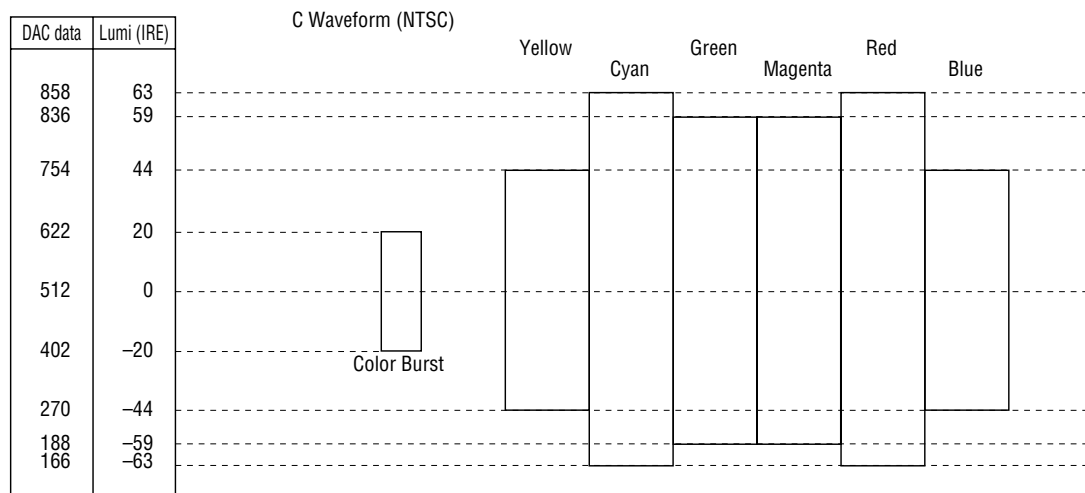 C Waveform (NTSC)
DAC data Lumi (IRE)
Yellow Green Red
Cyan Magenta Blue
858 63
836 59
754 44
622 20
512 0
402 –20
Color Burst
270 –44
188 –59
166 –63